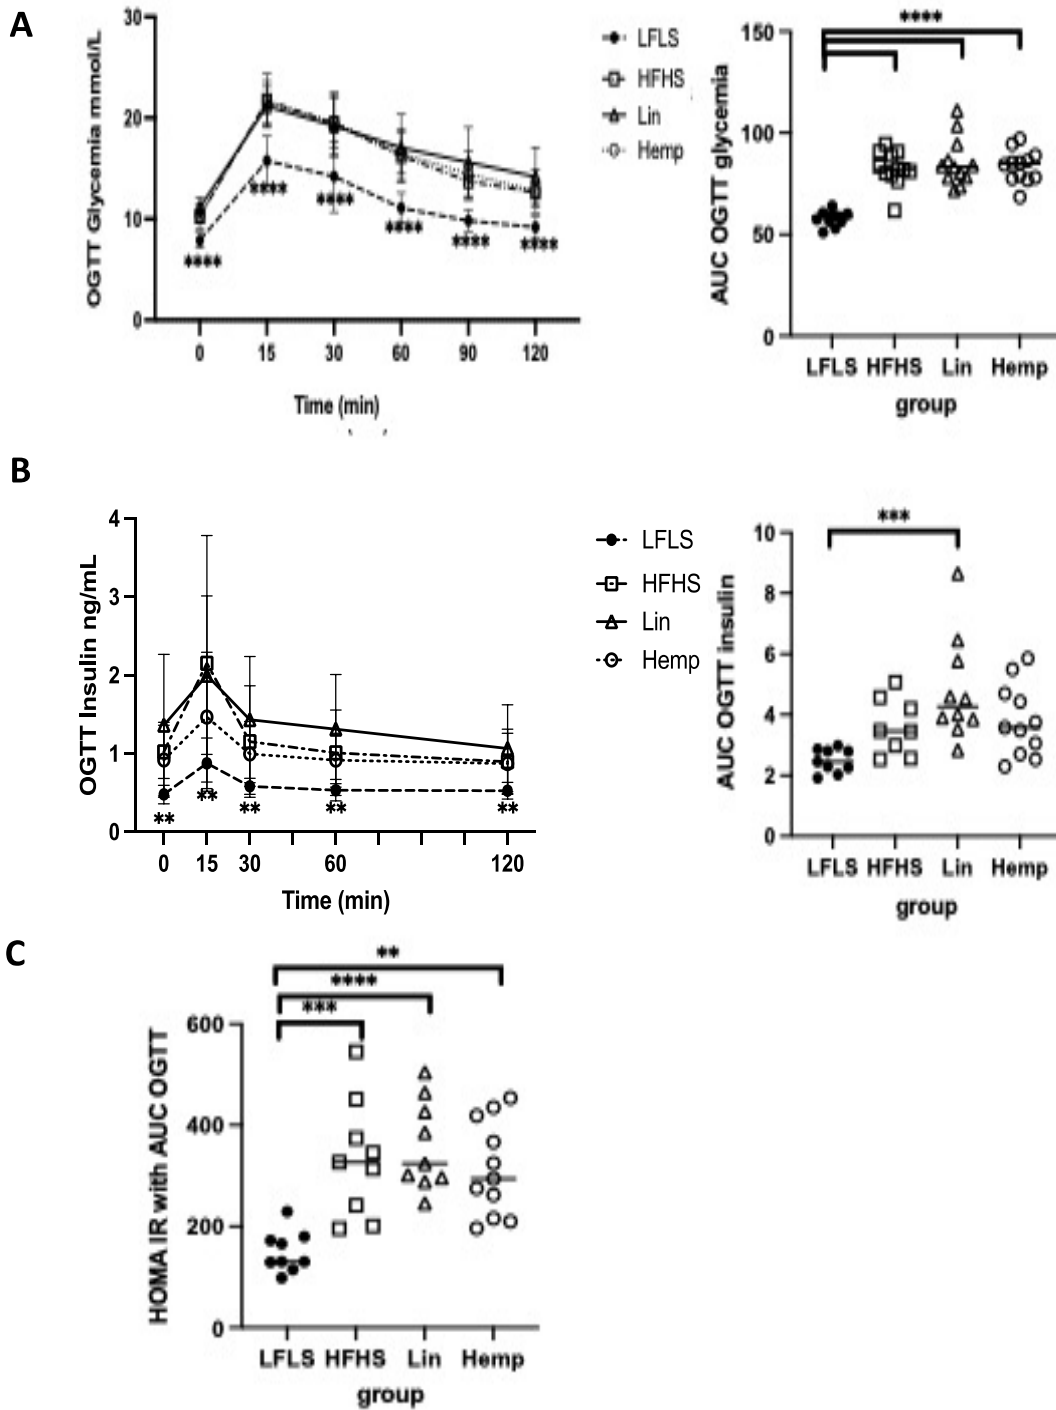 A
OGTT Glycemia mmol/L
30
20
10
0
****
****
****
****
****
****
0 15 30 60 90 120
Time (min)
LFLS
HFHS
Lin
Hemp
AUC OGTT glycemia
150
100
50
0
****
LFLS HFHS Lin Hemp
group
B
OGTT Insulin ng/mL
4
3
2
1
0
**
**
**
**
**
0 15 30 60 120
Time (min)
LFLS
HFHS
Lin
Hemp
AUC OGTT insulin
10
8
6
4
2
0
***
LFLS HFHS Lin Hemp
group
C
HOMA IR with AUC OGTT
600
400
200
0
**
****
***
LFLS HFHS Lin Hemp
group